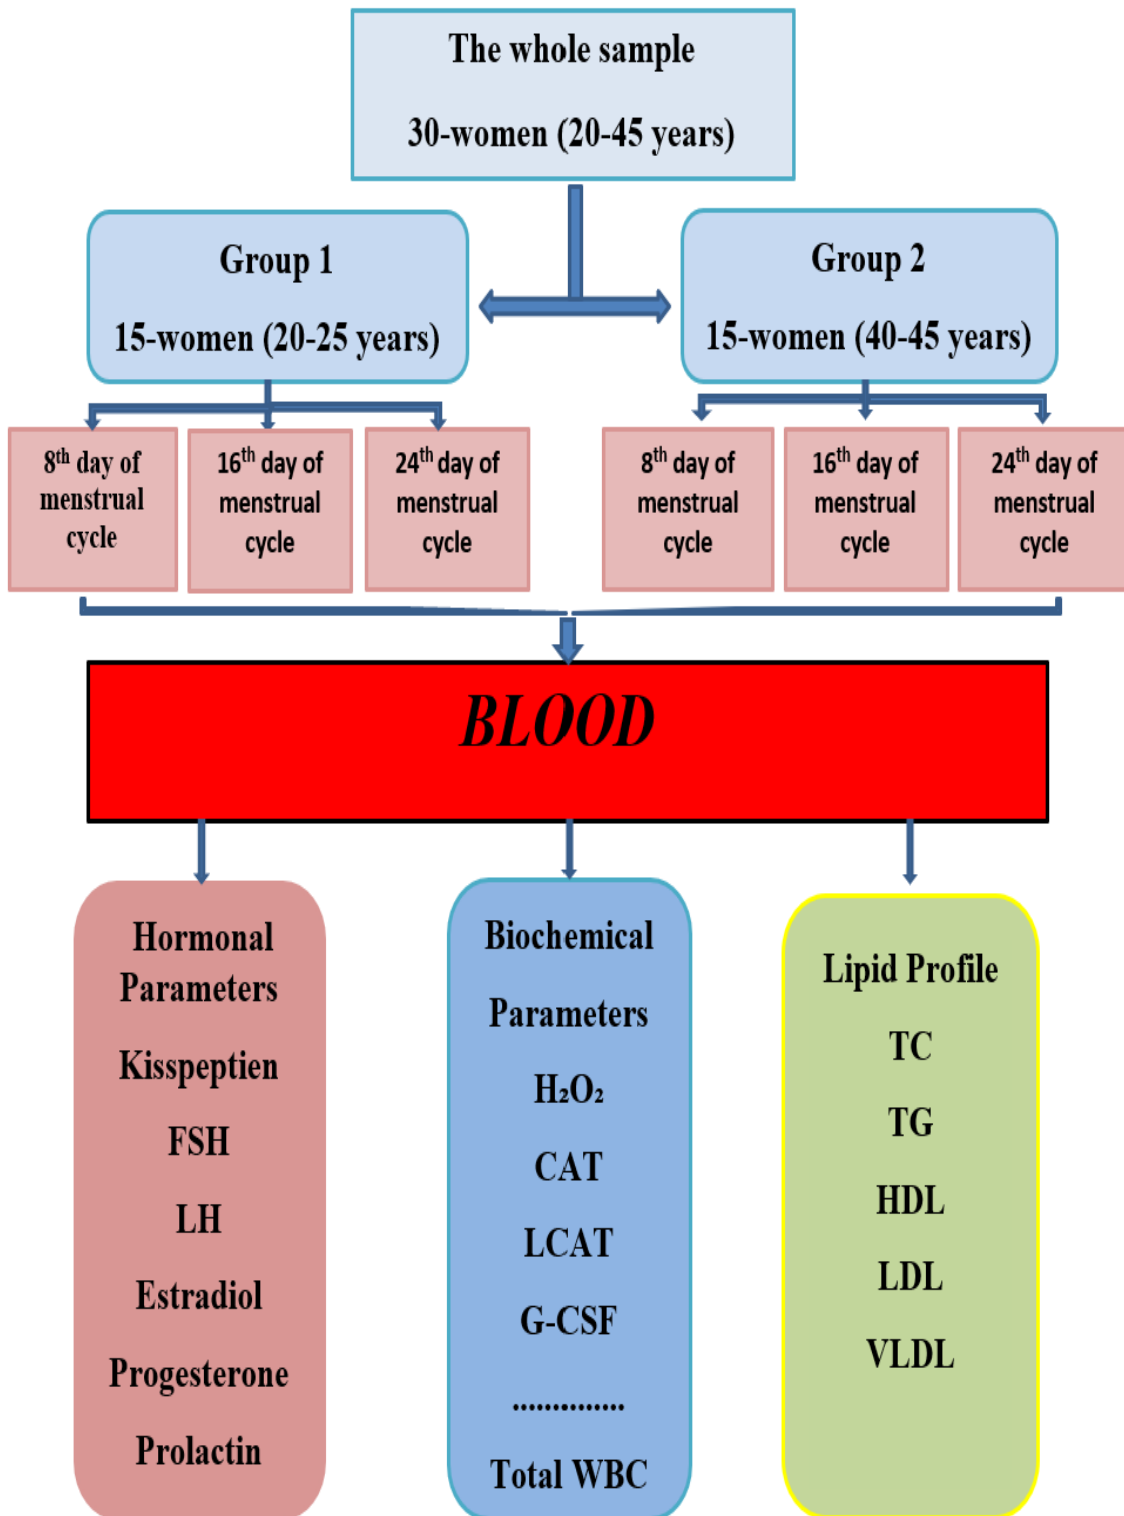 The whole sample
30-women (20-45 years)
Group 1
15-women (20-25 years)
Group 2
15-women (40-45 years)
8th day of
menstrual
cycle
16th day of
menstrual
cycle
24th day of
menstrual
cycle
8th day of
menstrual
cycle
16th day of
menstrual
cycle
24th day of
menstrual
cycle
BLOOD
Hormonal
Parameters
Kisspeptien
FSH
LH
Estradiol
Progesterone
Prolactin
Biochemical
Parameters
H₂O₂
CAT
LCAT
G-CSF
..............
Total WBC
Lipid Profile
TC
TG
HDL
LDL
VLDL